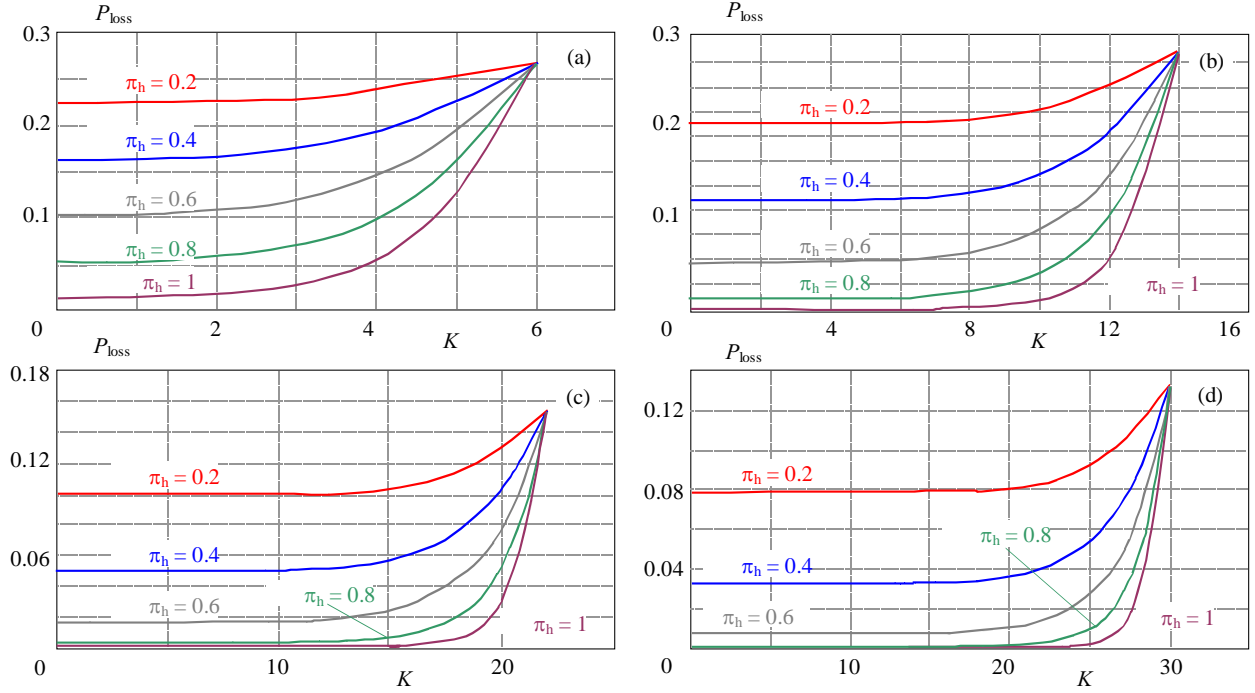 P_loss
0.3
(a)
π_h = 0.2
0.2
π_h = 0.4
π_h = 0.6
0.1
π_h = 0.8
π_h = 1
0 2 4 K 6
P_loss
0.3
(b)
π_h = 0.2
0.2
π_h = 0.4
0.1
π_h = 0.6
π_h = 0.8
π_h = 1
0 4 8 K 12 16
P_loss
0.18
(c)
0.12
π_h = 0.2
0.06
π_h = 0.4
π_h = 0.8
π_h = 0.6
π_h = 1
0 10 K 20
P_loss
(d)
0.12
π_h = 0.2
0.08
π_h = 0.8
0.04
π_h = 0.4
π_h = 0.6
π_h = 1
0 10 20 K 30